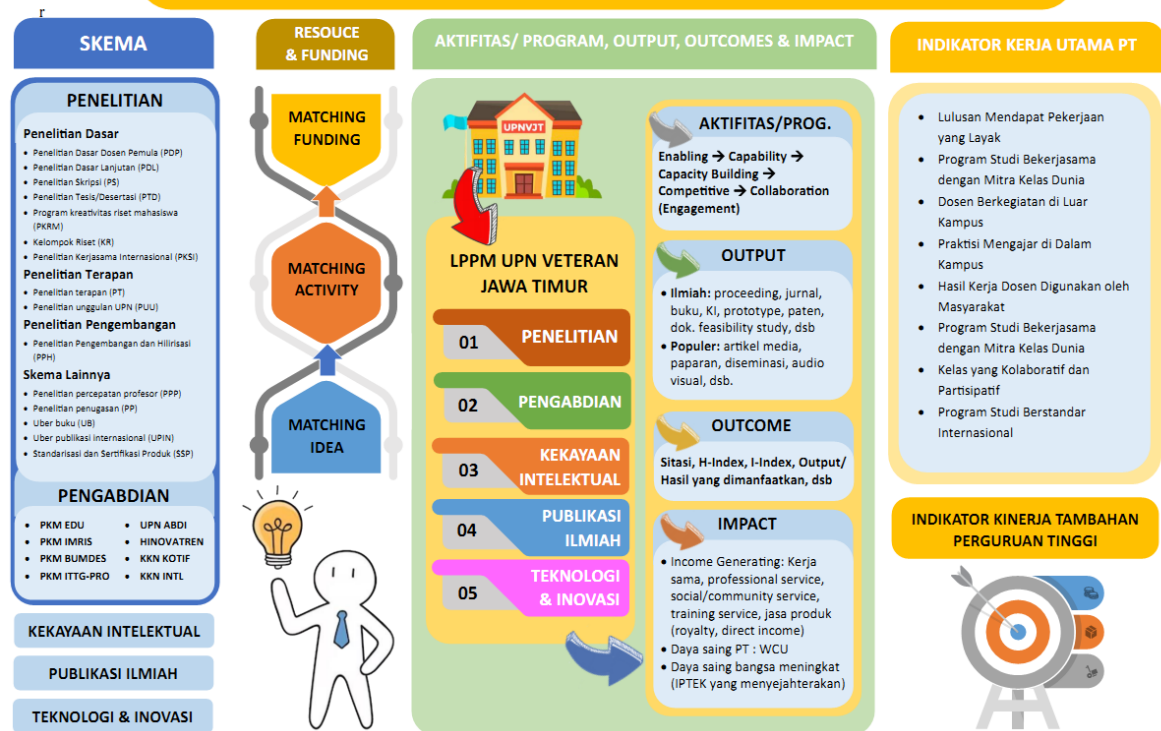 r
SKEMA
PENELITIAN
Penelitian Dasar
• Penelitian Dasar Dosen Pemula (PDP)
• Penelitian Dasar Lanjutan (PDL)
• Penelitian Skripsi (PS)
• Penelitian Tesis/Desertasi (PTD)
• Program kreativitas riset mahasiswa
(PKRM)
• Kelompok Riset (KR)
• Penelitian Kerjasama Internasional (PKSI)
Penelitian Terapan
• Penelitian terapan (PT)
• Penelitian unggulan UPN (PUU)
Penelitian Pengembangan
• Penelitian Pengembangan dan Hilirisi
(PPH)
Skema Lainnya
• Penelitian percepatan profesor (PPP)
• Penelitian penugasan (PP)
• Uber buku (UB)
• Uber publikasi internasional (UPIN)
• Standarisasi dan Sertifikasi Produk (SSP)
PENGABDIAN
• PKM EDU
• PKM IMRIS
• PKM BUMDES
• PKM ITTG-PRO
• UPN ABDI
• HINOVATREN
• KKN KOTIF
• KKN INTL
KEKAYAAN INTELEKTUAL
PUBLIKASI ILMIAH
TEKNOLOGI & INOVASI
RESOUCE
& FUNDING
MATCHING
FUNDING
MATCHING
ACTIVITY
MATCHING
IDEA
AKTIFITAS/ PROGRAM, OUTPUT, OUTCOMES & IMPACT
UPNVJT
LPPM UPN VETERAN
JAWA TIMUR
01 PENELITIAN
02 PENGABDIAN
03 KEKAYAAN
INTELEKTUAL
04 PUBLIKASI
ILMIAH
05 TEKNOLOGI
& INOVASI
AKTIFITAS/PROG.
Enabling → Capability →
Capacity Building →
Competitive → Collaboration
(Engagement)
OUTPUT
• Ilmiah: proceeding, jurnal,
buku, KI, prototype, paten,
dok. feasibility study, dsb
• Populer: artikel media,
paparan, diseminasi, audio
visual, dsb.
OUTCOME
Sitasi, H-Index, I-Index, Output/
Hasil yang dimanfaatkan, dsb
IMPACT
• Income Generating: Kerja
sama, professional service,
social/community service,
training service, jasa produk
(royalty, direct income)
• Daya saing PT : WCU
• Daya saing bangsa meningkat
(IPTEK yang menyejahterakan)
INDIKATOR KERJA UTAMA PT
• Lulusan Mendapat Pekerjaan
yang Layak
• Program Studi Bekerjasama
dengan Mitra Kelas Dunia
• Dosen Berkegiatan di Luar
Kampus
• Praktisi Mengajar di Dalam
Kampus
• Hasil Kerja Dosen Digunakan oleh
Masyarakat
• Program Studi Bekerjasama
dengan Mitra Kelas Dunia
• Kelas yang Kolaboratif dan
Partisipatif
• Program Studi Berstandar
Internasional
INDIKATOR KINERJA TAMBAHAN
PERGURUAN TINGGI